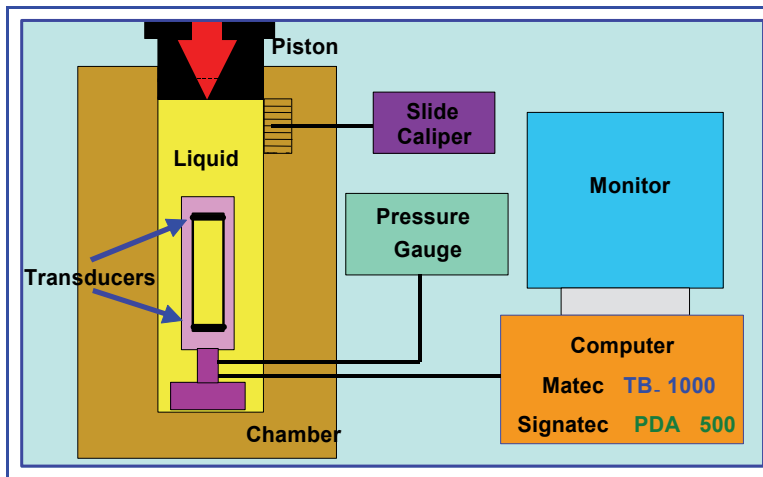 Piston
Slide
Caliper
Liquid
Monitor
Pressure
Gauge
Transducers
Computer
Matec TB- 1000
Signatec PDA 500
Chamber